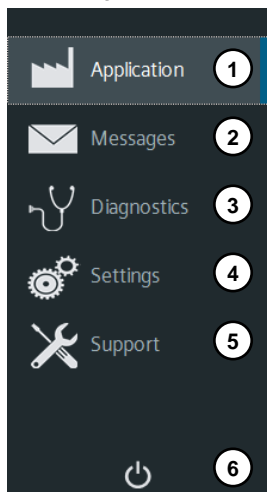 Application 1
Messages 2
Diagnostics 3
Settings 4
Support 5
6